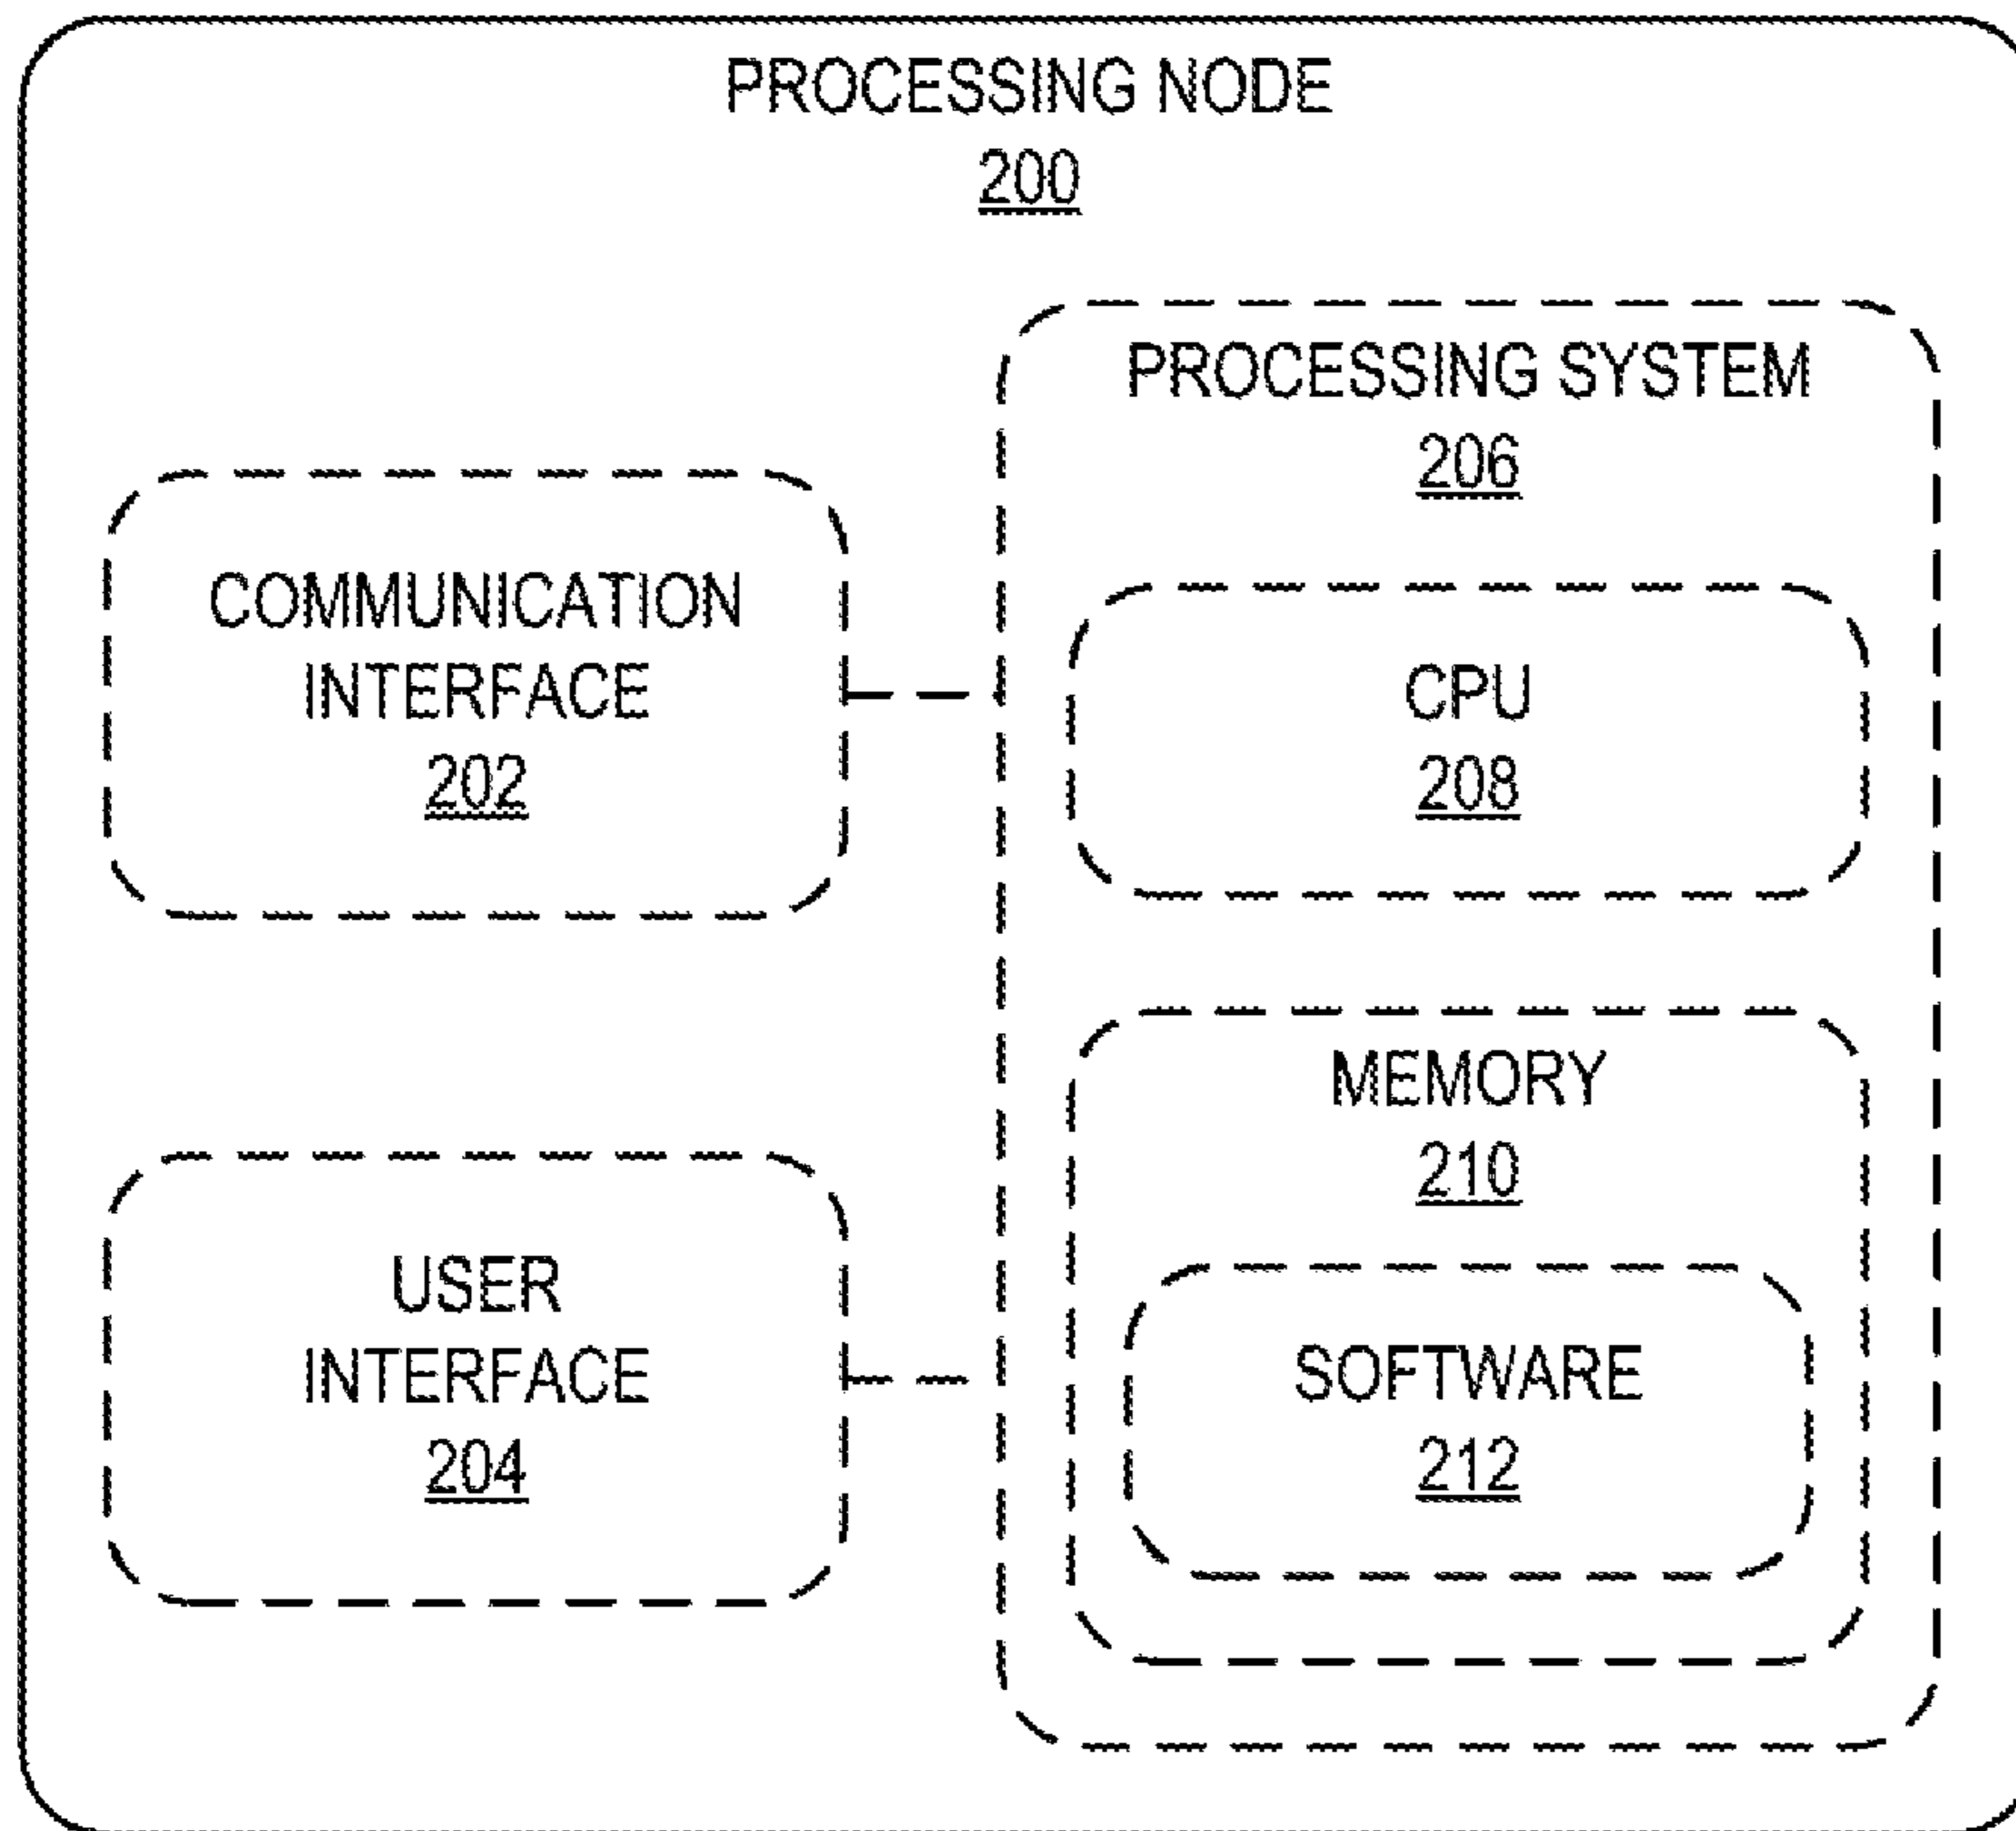 PROCESSING NODE
200
PROCESSING SYSTEM
206
COMMUNICATION
INTERFACE
202
CPU
208
MEMORY
210
USER
INTERFACE
204
SOFTWARE
212